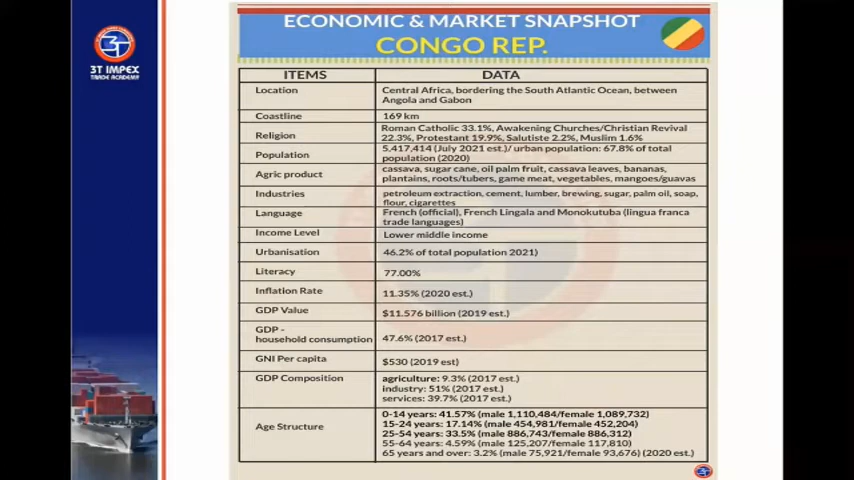 3T IMPEX
TRADE ACADEMY
ECONOMIC & MARKET SNAPSHOT
CONGO REP.
ITEMS DATA
Location Central Africa, bordering the South Atlantic Ocean, between
Angola and Gabon
Coastline 169 km
Religion Roman Catholic 33.1%, Awakening Churches/Christian Revival
22.3%, Protestant 19.9%, Salutiste 2.2%, Muslim 1.6%
Population 5,417,414 (July 2021 est.)/ urban population: 67.8% of total
population (2020)
Agric product cassava, sugar cane, oil palm fruit, cassava leaves, bananas,
plantains, roots/tubers, game meat, vegetables, mangoes/guavas
Industries petroleum extraction, cement, lumber, brewing, sugar, palm oil, soap,
flour, cigarettes
Language French (official), French Lingala and Monokutuba (lingua franca
trade languages)
Income Level Lower middle income
Urbanisation 46.2% of total population 2021)
Literacy 77.00%
Inflation Rate 11.35% (2020 est.)
GDP Value $11.576 billion (2019 est.)
GDP -
household consumption 47.6% (2017 est.)
GNI Per capita $530 (2019 est)
GDP Composition agriculture: 9.3% (2017 est.)
industry: 51% (2017 est.)
services: 39.7% (2017 est.)
Age Structure 0-14 years: 41.57% (male 1,110,484/female 1,089,732)
15-24 years: 17.14% (male 454,981/female 452,204)
25-54 years: 33.5% (male 886,743/female 886,312)
55-64 years: 4.59% (male 125,207/female 117,810)
65 years and over: 3.2% (male 75,921/female 93,676) (2020 est.)